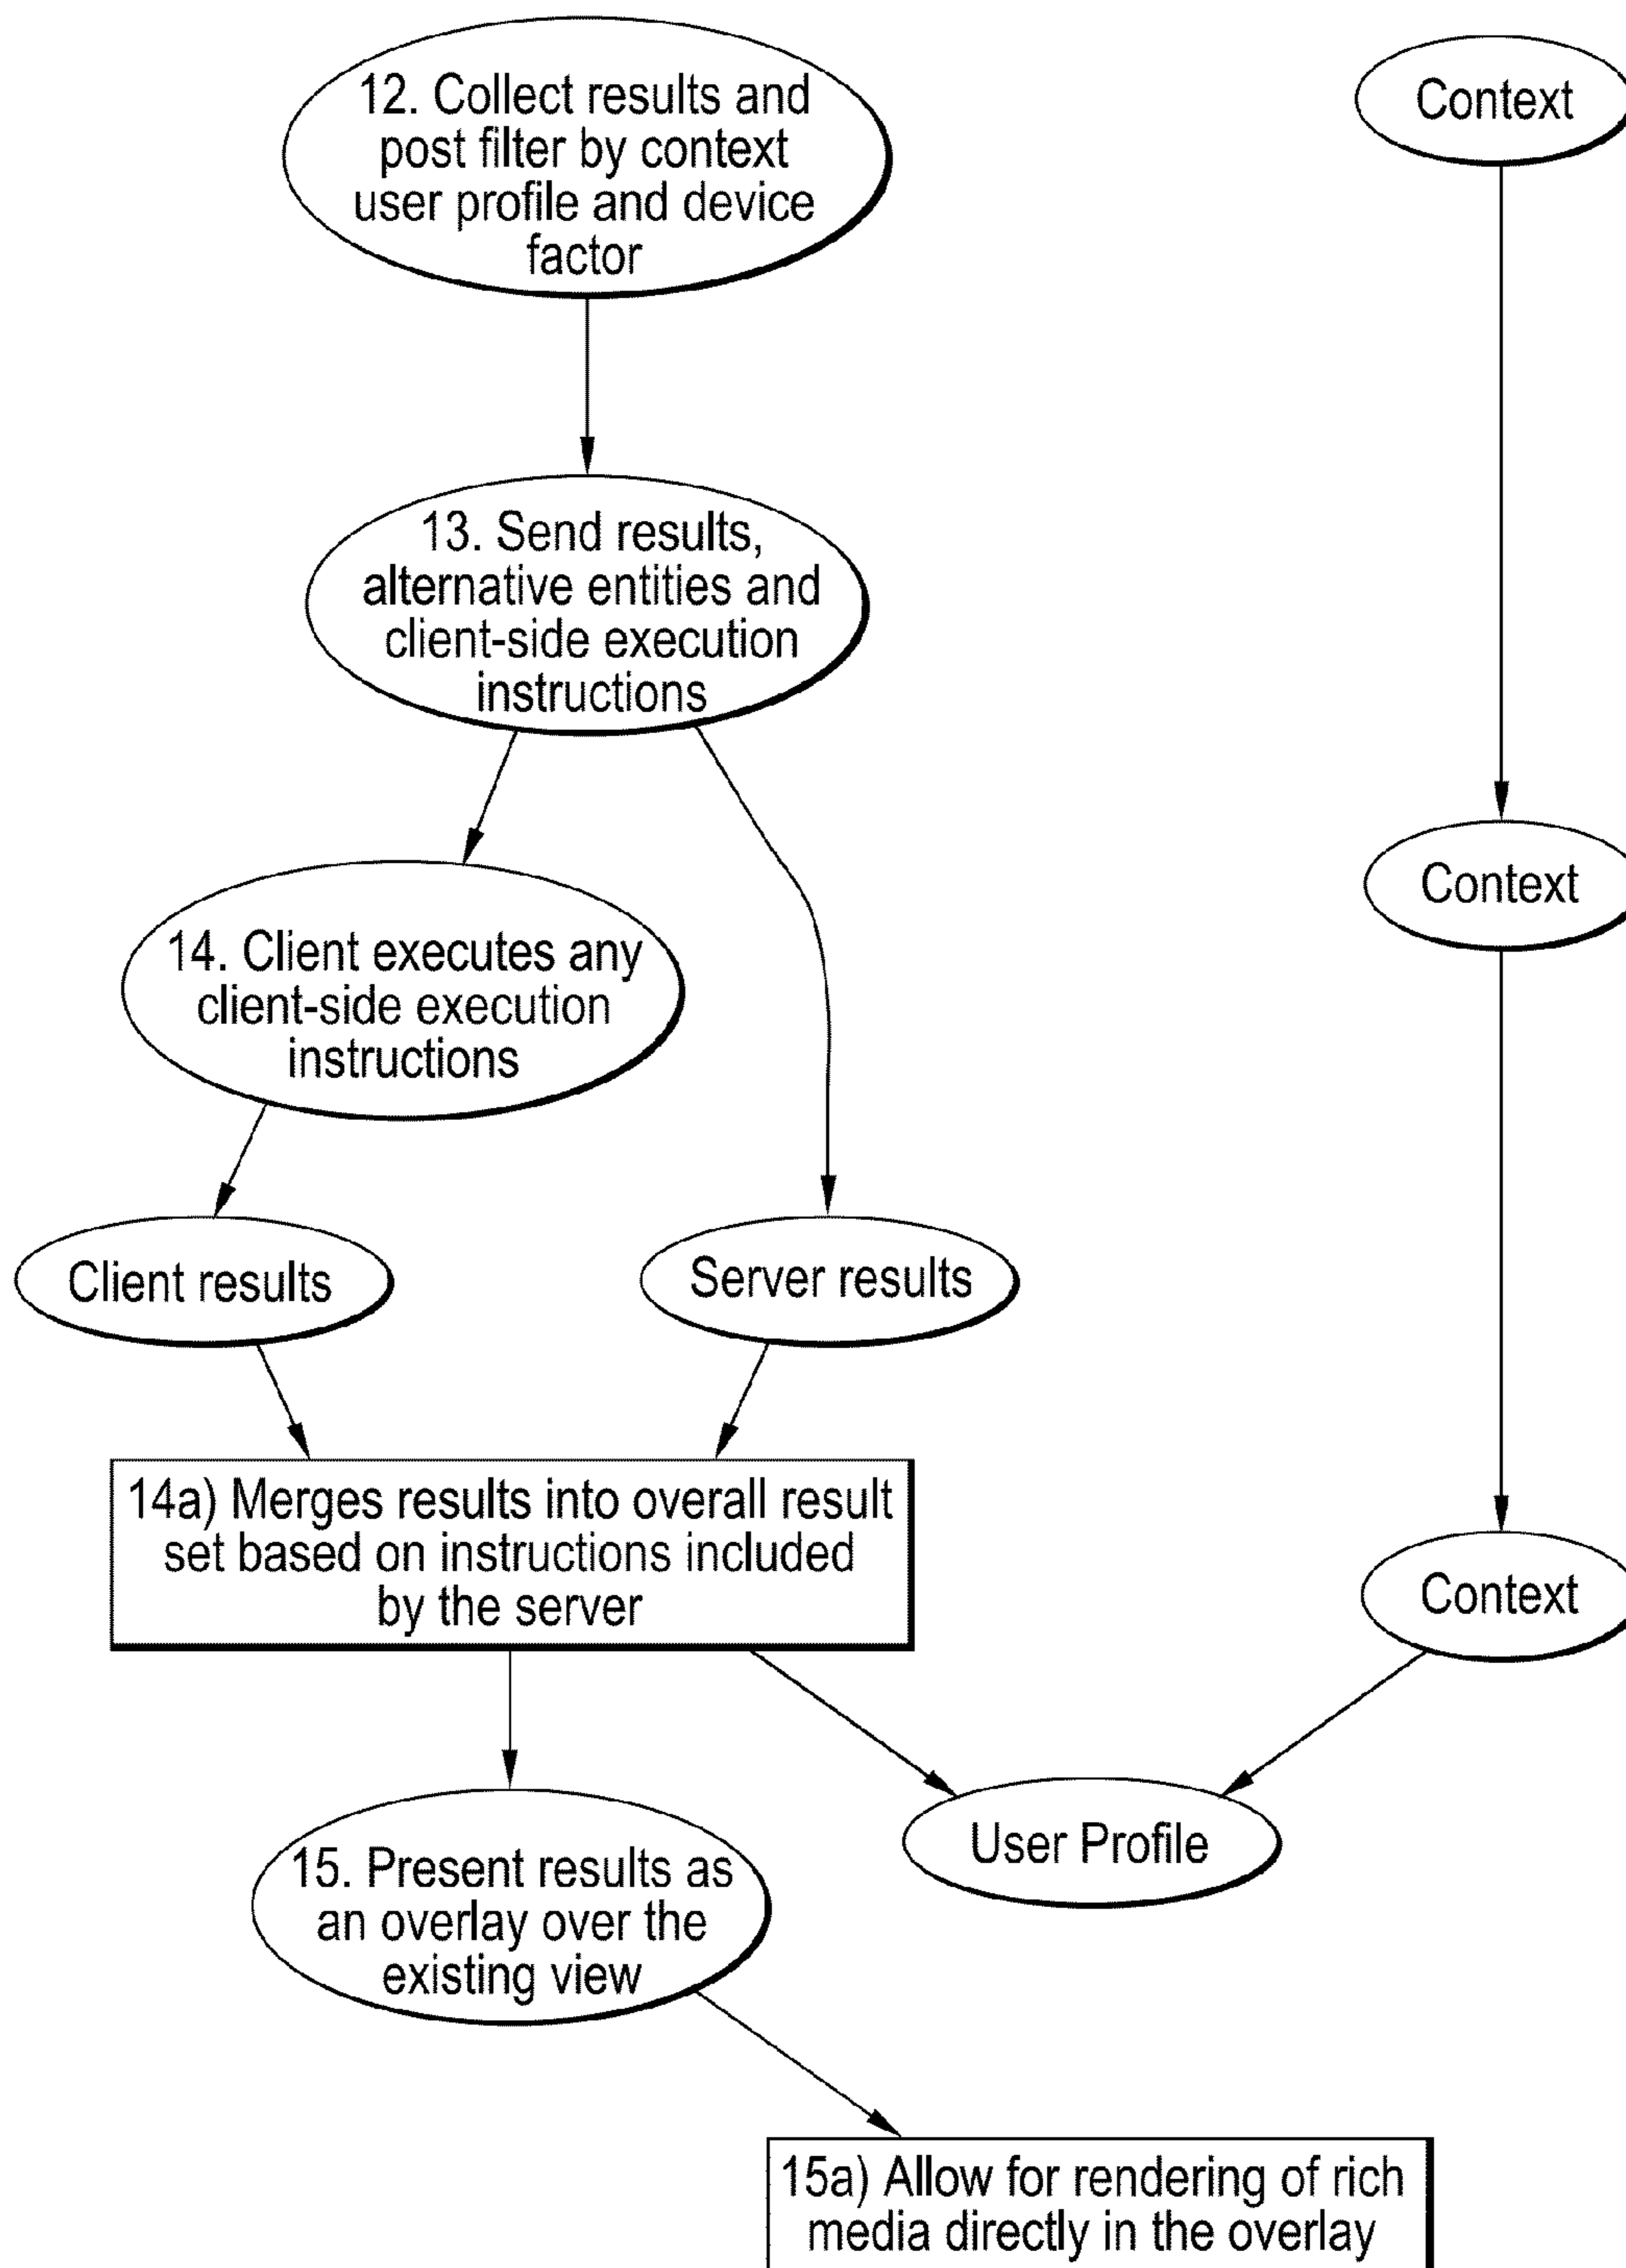 12. Collect results and
post filter by context
user profile and device
factor
Context
13. Send results,
alternative entities and
client-side execution
instructions
Context
14. Client executes any
client-side execution
instructions
Client results
Server results
14a) Merges results into overall result
set based on instructions included
by the server
Context
User Profile
15. Present results as
an overlay over the
existing view
15a) Allow for rendering of rich
media directly in the overlay